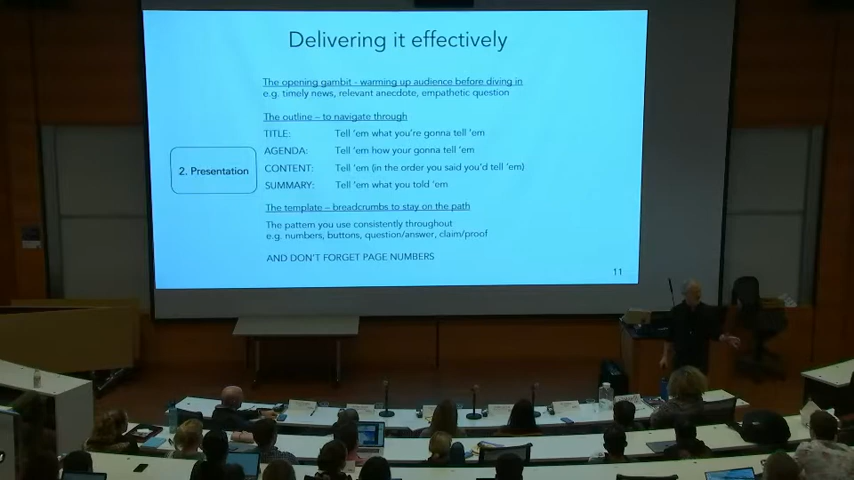 Delivering it effectively
The opening gambit - warming up audience before diving in
e.g. timely news, relevant anecdote, empathetic question
The outline – to navigate through
TITLE: Tell 'em what you're gonna tell 'em
AGENDA: Tell 'em how your gonna tell 'em
CONTENT: Tell 'em (in the order you said you'd tell 'em)
SUMMARY: Tell 'em what you told 'em
2. Presentation
The template – breadcrumbs to stay on the path
The pattern you use consistently throughout
e.g. numbers, buttons, question/answer, claim/proof
AND DON'T FORGET PAGE NUMBERS
11